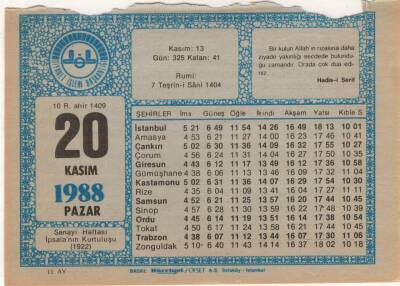 Kasım: 13
Gün: 325 Kalan: 41
Rumi:
7 Teşrin-i Sâni 1404
Bir kulun Allah'ın rızasına daha
ziyade yakınlığı secdede bulundu-
ğu zamandır. Orada çok dua edi-
niz.
Hadis-i Şerif
10 R. ahir 1409
20
KASIM
1988
PAZAR
Sanayi Haftası
İpsala'nın Kurtuluşu
(1922)
11. AY
ŞEHİRLER İms Güneş Öğle İkindi Akşam Yatsı Kıble S
İstanbul 5 21 6 49 11 54 14 26 16 49 18 13 10 01
Amasya 4 53 6 21 11 27 14 00 16 23 17 46 10 41
Çankırı 5 02 6 30 11 36 14 09 16 32 17 55 10 27
Çorum 4 56 6 24 11 31 14 04 16 27 17 50 10 35
Giresun 4 43 6 12 11 17 13 49 16 12 17 36 10 58
Gümüşhane 4 38 6 06 11 13 13 46 16 09 17 32 11 04
Kastamonu 5 02 6 31 11 36 14 07 16 29 17 54 10 30
Rize 4 35 6 04 11 10 13 41 16 04 17 27 11 11
Samsun 4 52 6 21 11 25 13 57 16 20 17 44 10 45
Sinop 4 57 6 28 11 30 13 59 16 21 17 46 10 39
Ordu 4 45 6 14 11 19 13 51 16 14 17 38 10 54
Tokat 4 50 6 17 11 24 13 58 16 21 17 44 10 45
Trabzon 4 38 6 07 11 12 13 44 16 07 17 30 11 06
Zonguldak 5 10 6 40 11 43 14 14 16 37 18 02 10 18
BASKI: OFSET A.Ş. İstanbul